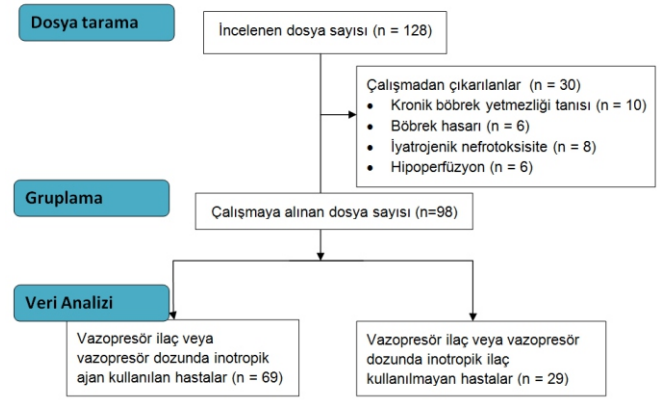 Dosya tarama
İncelenen dosya sayısı (n = 128)
Çalışmadan çıkarılanlar (n = 30)
• Kronik böbrek yetmezliği tanısı (n = 10)
• Böbrek hasarı (n = 6)
• İyatrojenik nefrotoksisite (n = 8)
• Hipoperfüzyon (n = 6)
Gruplama
Çalışmaya alınan dosya sayısı (n=98)
Veri Analizi
Vazopresör ilaç veya
vazopresör dozunda inotropik
ajan kullanılan hastalar (n = 69)
Vazopresör ilaç veya vazopresör
dozunda inotropik ilaç
kullanılmayan hastalar (n = 29)